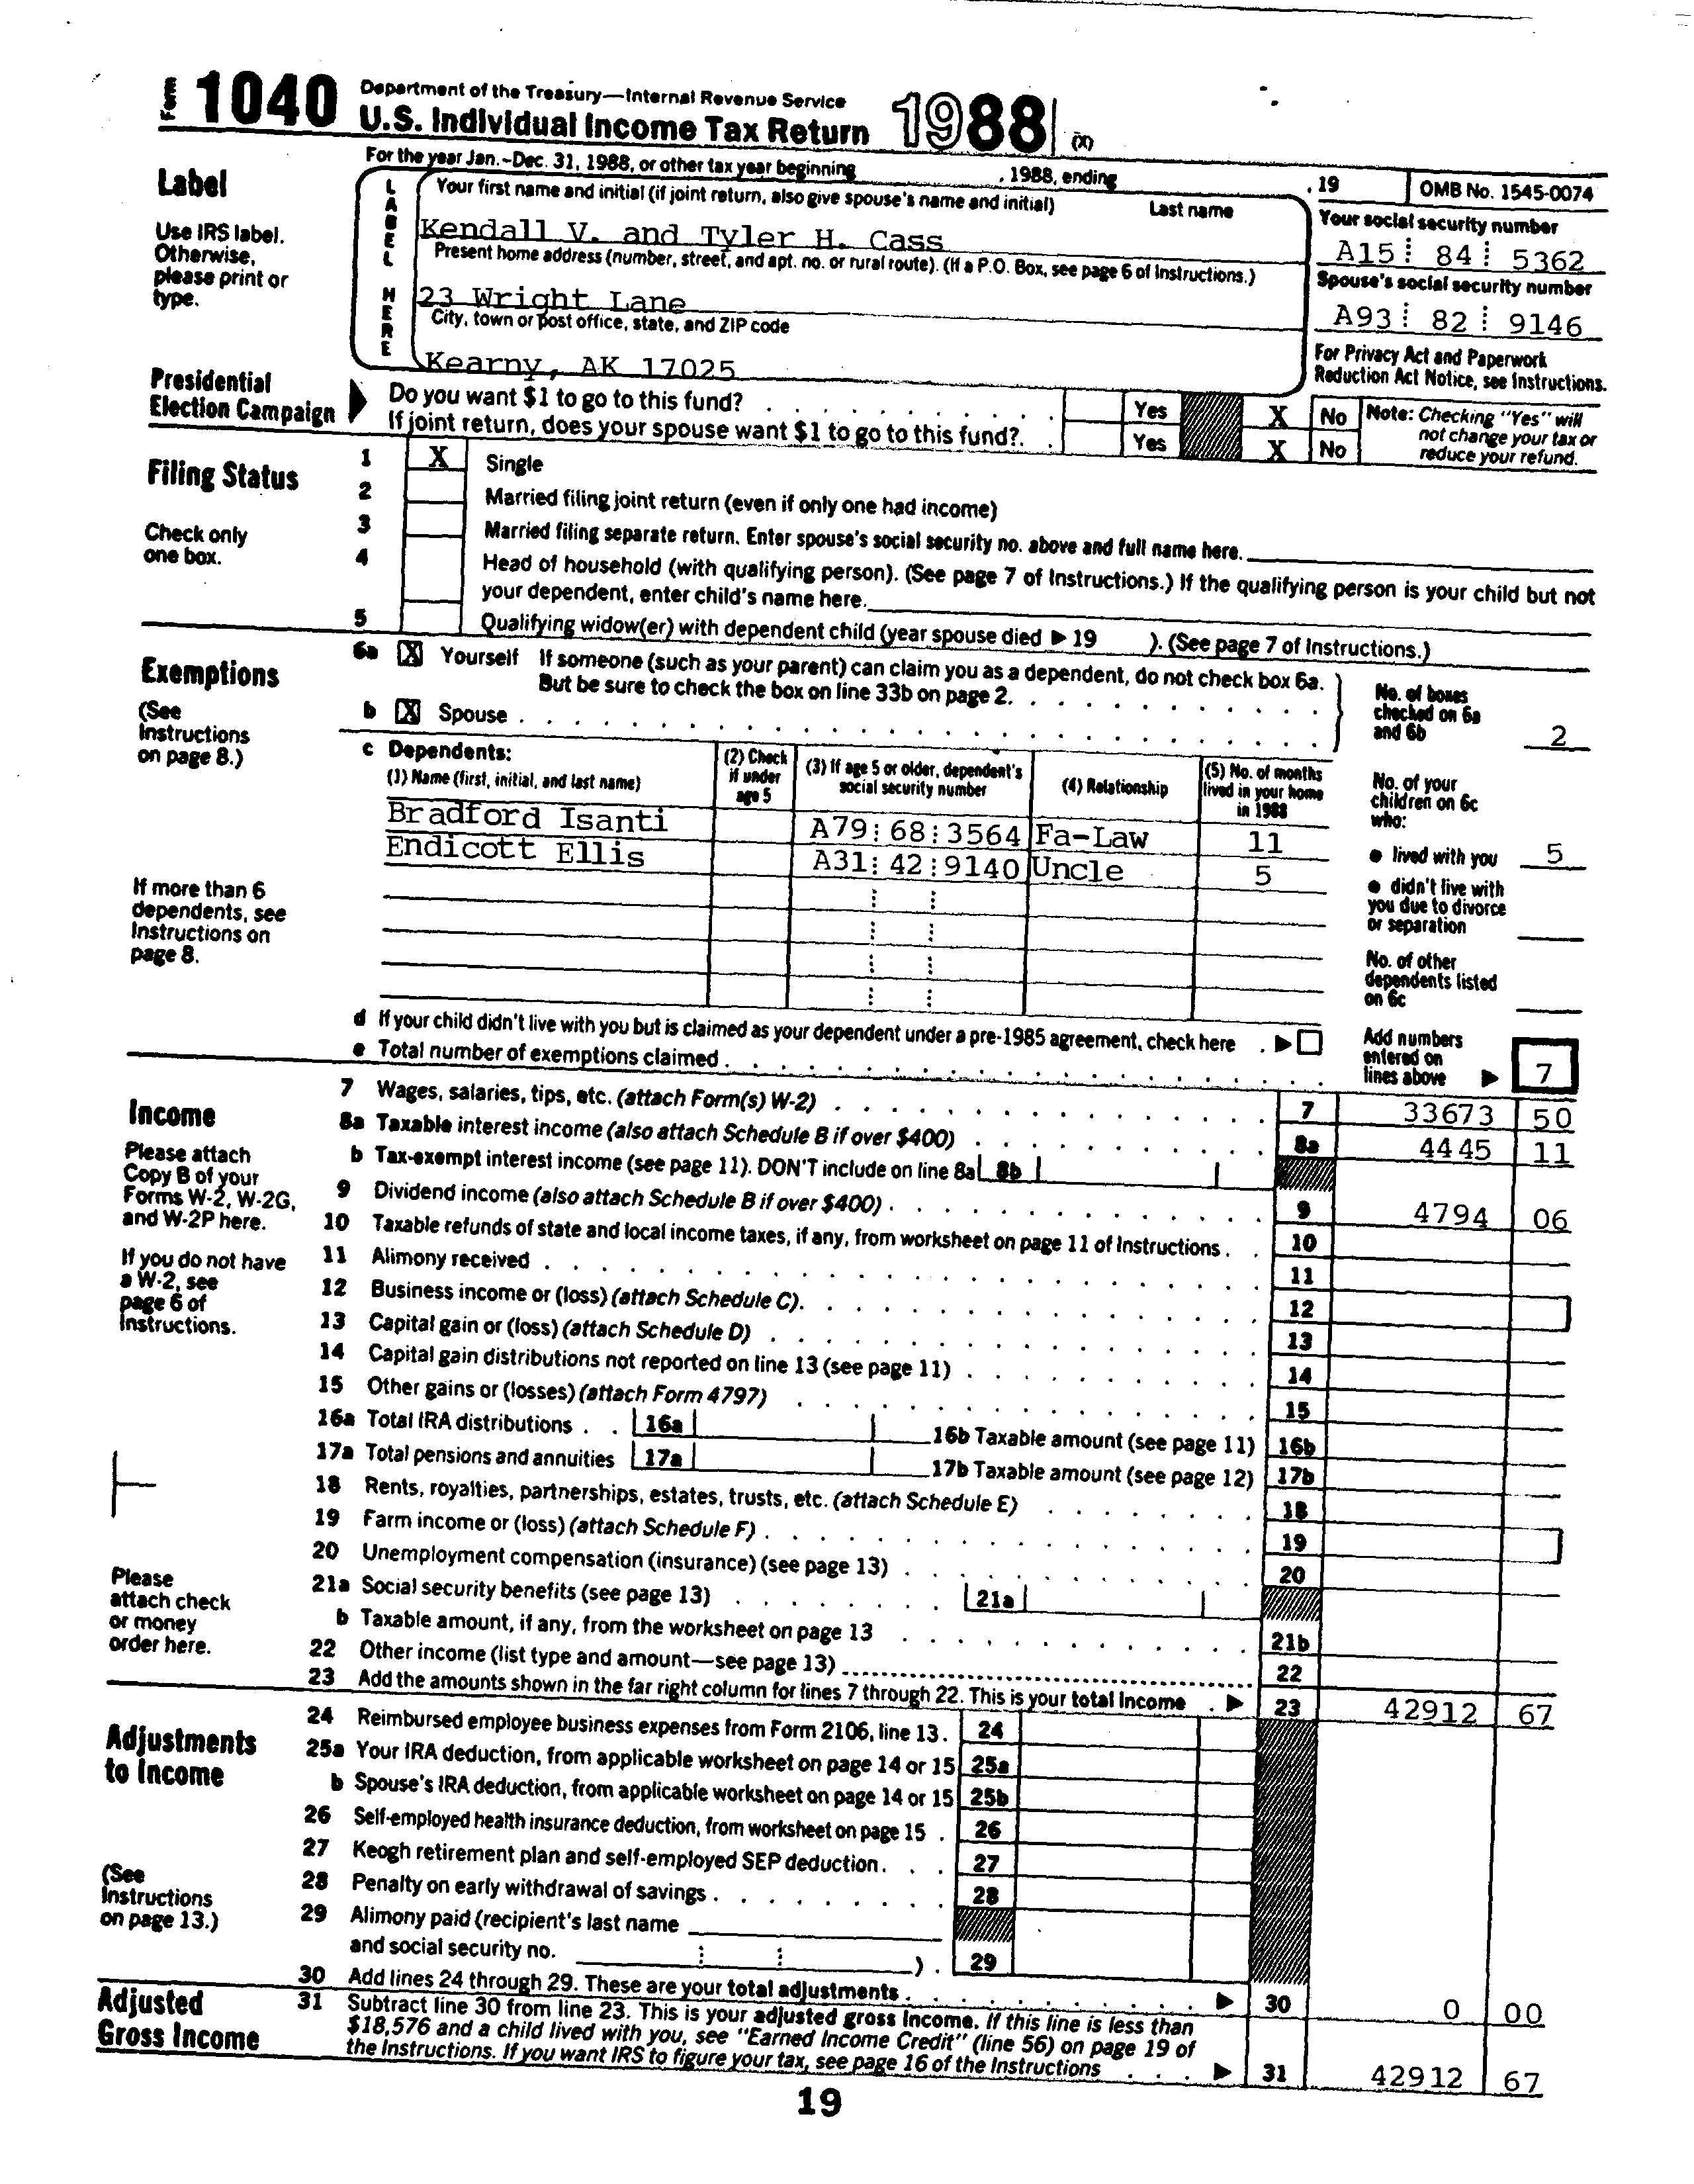 Form 1040 Department of the Treasury—Internal Revenue Service
U.S. Individual Income Tax Return 1988 (X)
For the year Jan.–Dec. 31, 1988, or other tax year beginning , 1988, ending , 19 OMB No. 1545-0074
Label
Use IRS label. Otherwise, please print or type.
LABEL HERE
Your first name and initial (if joint return, also give spouse's name and initial) Last name
Kendall V. and Tyler H. Cass
Your social security number
A15 84 5362
Present home address (number, street, and apt. no. or rural route). (If a P.O. Box, see page 6 of Instructions.)
23 Wright Lane
Spouse's social security number
A93 82 9146
City, town or post office, state, and ZIP code
Kearny, AK 17025
For Privacy Act and Paperwork Reduction Act Notice, see Instructions.
Presidential Election Campaign
Do you want $1 to go to this fund? Yes X No
If joint return, does your spouse want $1 to go to this fund? Yes X No
Note: Checking "Yes" will not change your tax or reduce your refund.
Filing Status
Check only one box.
1 X Single
2 Married filing joint return (even if only one had income)
3 Married filing separate return. Enter spouse's social security no. above and full name here.
4 Head of household (with qualifying person). (See page 7 of Instructions.) If the qualifying person is your child but not
your dependent, enter child's name here.
5 Qualifying widow(er) with dependent child (year spouse died ▶ 19 ). (See page 7 of Instructions.)
Exemptions
(See Instructions on page 8.)
6a X Yourself If someone (such as your parent) can claim you as a dependent, do not check box 6a.
But be sure to check the box on line 33b on page 2.
b X Spouse
No. of boxes checked on 6a and 6b 2
c Dependents:
(1) Name (first, initial, and last name) (2) Check if under age 5 (3) If age 5 or older, dependent's social security number (4) Relationship (5) No. of months lived in your home in 1988
Bradford Isanti A79 68 3564 Fa-Law 11
Endicott Ellis A31 42 9140 Uncle 5
No. of your children on 6c who:
● lived with you 5
● didn't live with you due to divorce or separation
No. of other dependents listed on 6c
If more than 6 dependents, see Instructions on page 8.
d If your child didn't live with you but is claimed as your dependent under a pre-1985 agreement, check here ▶
e Total number of exemptions claimed
Add numbers entered on lines above ▶ 7
Income
Please attach Copy B of your Forms W-2, W-2G, and W-2P here.
If you do not have a W-2, see page 6 of Instructions.
Please attach check or money order here.
7 Wages, salaries, tips, etc. (attach Form(s) W-2) 7 33673 50
8a Taxable interest income (also attach Schedule B if over $400) 8a 4445 11
b Tax-exempt interest income (see page 11). DON'T include on line 8a 8b
9 Dividend income (also attach Schedule B if over $400) 9 4794 06
10 Taxable refunds of state and local income taxes, if any, from worksheet on page 11 of Instructions 10
11 Alimony received 11
12 Business income or (loss) (attach Schedule C) 12
13 Capital gain or (loss) (attach Schedule D) 13
14 Capital gain distributions not reported on line 13 (see page 11) 14
15 Other gains or (losses) (attach Form 4797) 15
16a Total IRA distributions 16a 16b Taxable amount (see page 11) 16b
17a Total pensions and annuities 17a 17b Taxable amount (see page 12) 17b
18 Rents, royalties, partnerships, estates, trusts, etc. (attach Schedule E) 18
19 Farm income or (loss) (attach Schedule F) 19
20 Unemployment compensation (insurance) (see page 13) 20
21a Social security benefits (see page 13) 21a
b Taxable amount, if any, from the worksheet on page 13 21b
22 Other income (list type and amount—see page 13) 22
23 Add the amounts shown in the far right column for lines 7 through 22. This is your total income ▶ 23 42912 67
Adjustments to Income
(See Instructions on page 13.)
24 Reimbursed employee business expenses from Form 2106, line 13. 24
25a Your IRA deduction, from applicable worksheet on page 14 or 15 25a
b Spouse's IRA deduction, from applicable worksheet on page 14 or 15 25b
26 Self-employed health insurance deduction, from worksheet on page 15 26
27 Keogh retirement plan and self-employed SEP deduction 27
28 Penalty on early withdrawal of savings 28
29 Alimony paid (recipient's last name
and social security no. ) 29
30 Add lines 24 through 29. These are your total adjustments ▶ 30 0 00
Adjusted Gross Income
31 Subtract line 30 from line 23. This is your adjusted gross income. If this line is less than
$18,576 and a child lived with you, see "Earned Income Credit" (line 56) on page 19 of
the Instructions. If you want IRS to figure your tax, see page 16 of the Instructions ▶ 31 42912 67
19